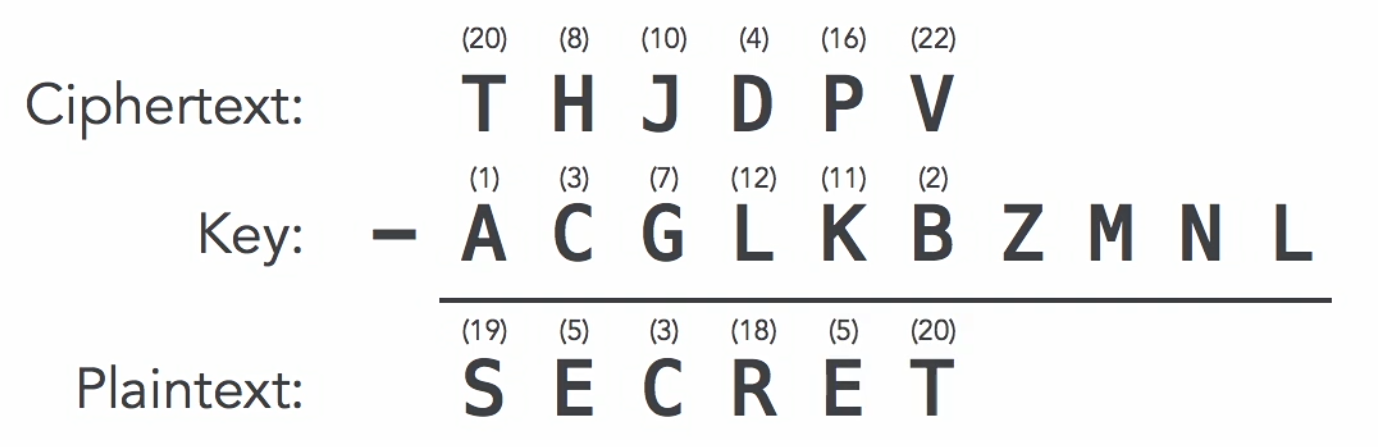 (20) (8) (10) (4) (16) (22)
Ciphertext: T H J D P V
(1) (3) (7) (12) (11) (2)
Key: – A C G L K B Z M N L
(19) (5) (3) (18) (5) (20)
Plaintext: S E C R E T